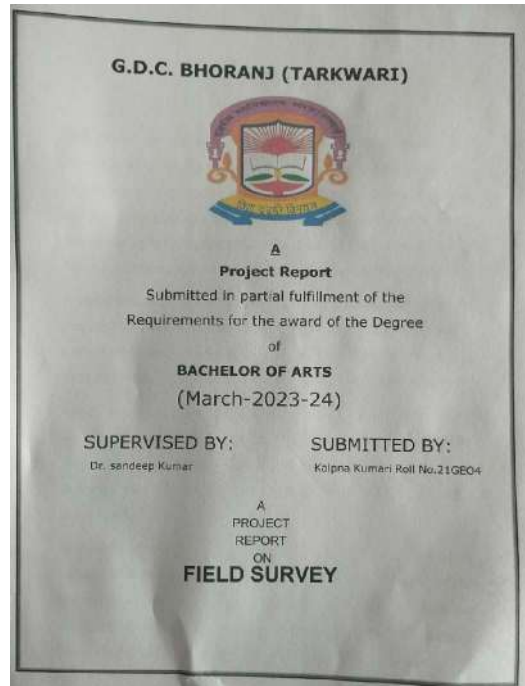 G.D.C. BHORANJ (TARKWARI)
A
Project Report
Submitted in partial fulfillment of the
Requirements for the award of the Degree
of
BACHELOR OF ARTS
(March-2023-24)
SUPERVISED BY:
Dr. sandeep Kumar
SUBMITTED BY:
Kalpna Kumari Roll No.21GEO4
A
PROJECT
REPORT
ON
FIELD SURVEY